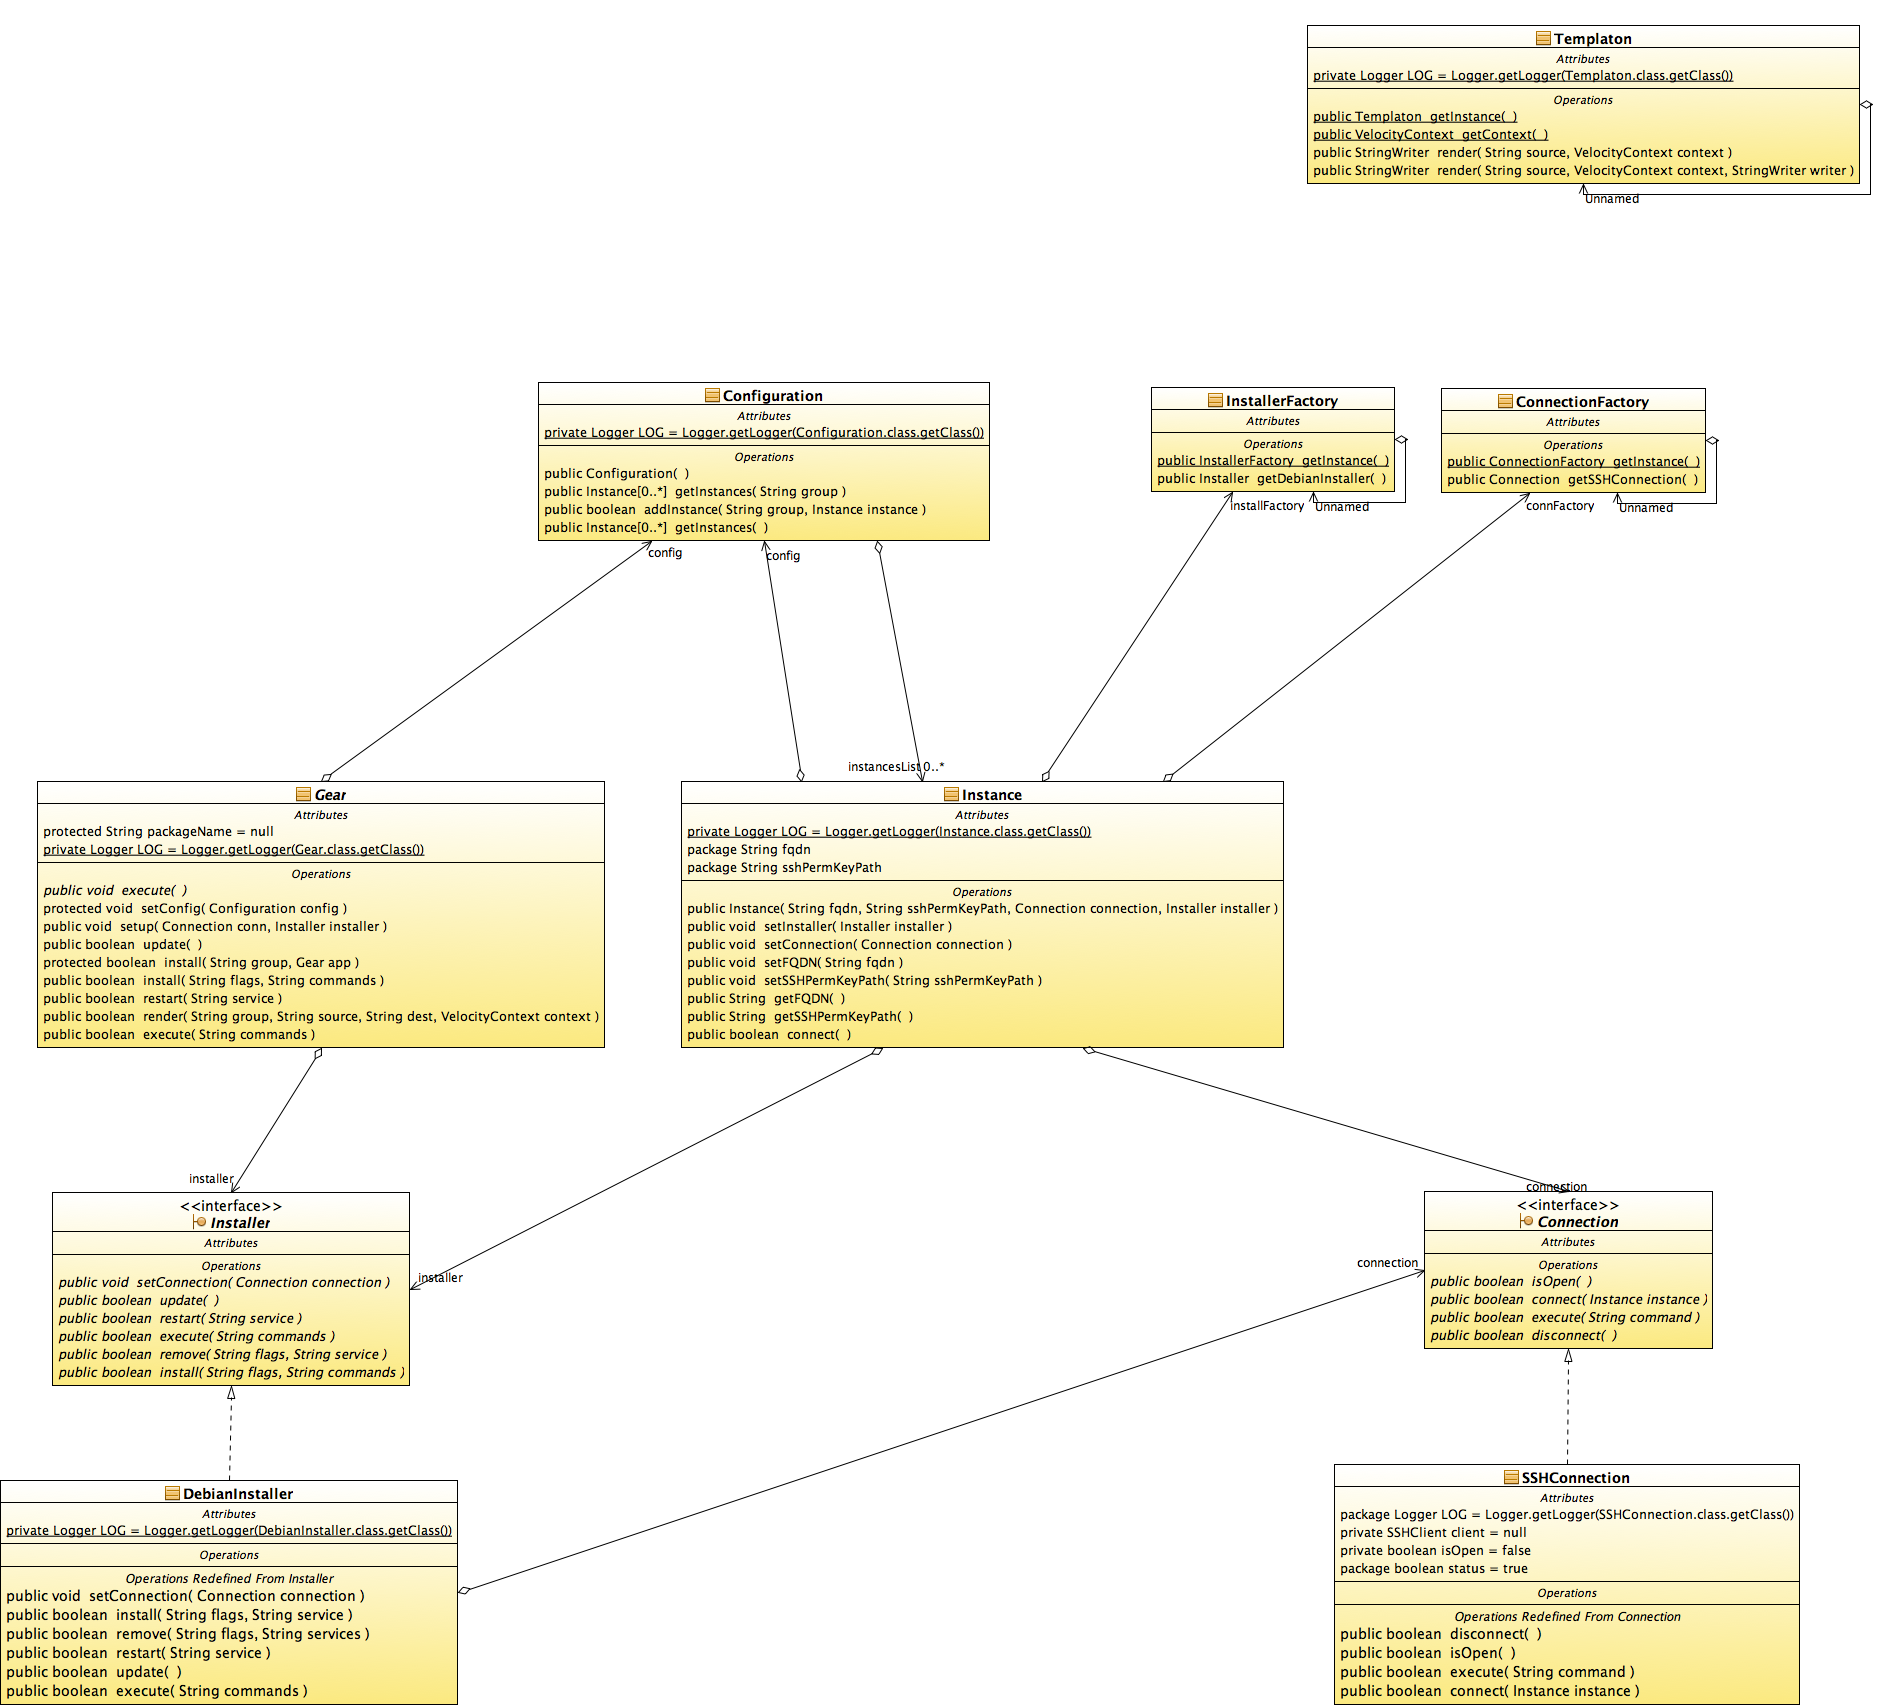 Templaton
Attributes
private Logger LOG = Logger.getLogger(Templaton.class.getClass())
Operations
public Templaton  getInstance(  )
public VelocityContext  getContext(  )
public StringWriter  render( String source, VelocityContext context )
public StringWriter  render( String source, VelocityContext context, StringWriter writer )
Unnamed
Configuration
Attributes
private Logger LOG = Logger.getLogger(Configuration.class.getClass())
Operations
public Configuration(  )
public Instance[0..*]  getInstances( String group )
public boolean  addInstance( String group, Instance instance )
public Instance[0..*]  getInstances(  )
config
config
InstallerFactory
Attributes
Operations
public InstallerFactory  getInstance(  )
public Installer  getDebianInstaller(  )
installFactory
Unnamed
ConnectionFactory
Attributes
Operations
public ConnectionFactory  getInstance(  )
public Connection  getSSHConnection(  )
connFactory
Unnamed
instancesList 0..*
Gear
Attributes
protected String packageName = null
private Logger LOG = Logger.getLogger(Gear.class.getClass())
Operations
public void  execute(  )
protected void  setConfig( Configuration config )
public void  setup( Connection conn, Installer installer )
public boolean  update(  )
protected boolean  install( String group, Gear app )
public boolean  install( String flags, String commands )
public boolean  restart( String service )
public boolean  render( String group, String source, String dest, VelocityContext context )
public boolean  execute( String commands )
Instance
Attributes
private Logger LOG = Logger.getLogger(Instance.class.getClass())
package String fqdn
package String sshPermKeyPath
Operations
public Instance( String fqdn, String sshPermKeyPath, Connection connection, Installer installer )
public void  setInstaller( Installer installer )
public void  setConnection( Connection connection )
public void  setFQDN( String fqdn )
public void  setSSHPermKeyPath( String sshPermKeyPath )
public String  getFQDN(  )
public String  getSSHPermKeyPath(  )
public boolean  connect(  )
installer
<<interface>>
Installer
Attributes
Operations
public void  setConnection( Connection connection )
public boolean  update(  )
public boolean  restart( String service )
public boolean  execute( String commands )
public boolean  remove( String flags, String service )
public boolean  install( String flags, String commands )
installer
connection
connection
<<interface>>
Connection
Attributes
Operations
public boolean  isOpen(  )
public boolean  connect( Instance instance )
public boolean  execute( String command )
public boolean  disconnect(  )
DebianInstaller
Attributes
private Logger LOG = Logger.getLogger(DebianInstaller.class.getClass())
Operations
Operations Redefined From Installer
public void  setConnection( Connection connection )
public boolean  install( String flags, String service )
public boolean  remove( String flags, String services )
public boolean  restart( String service )
public boolean  update(  )
public boolean  execute( String commands )
SSHConnection
Attributes
package Logger LOG = Logger.getLogger(SSHConnection.class.getClass())
private SSHClient client = null
private boolean isOpen = false
package boolean status = true
Operations
Operations Redefined From Connection
public boolean  disconnect(  )
public boolean  isOpen(  )
public boolean  execute( String command )
public boolean  connect( Instance instance )